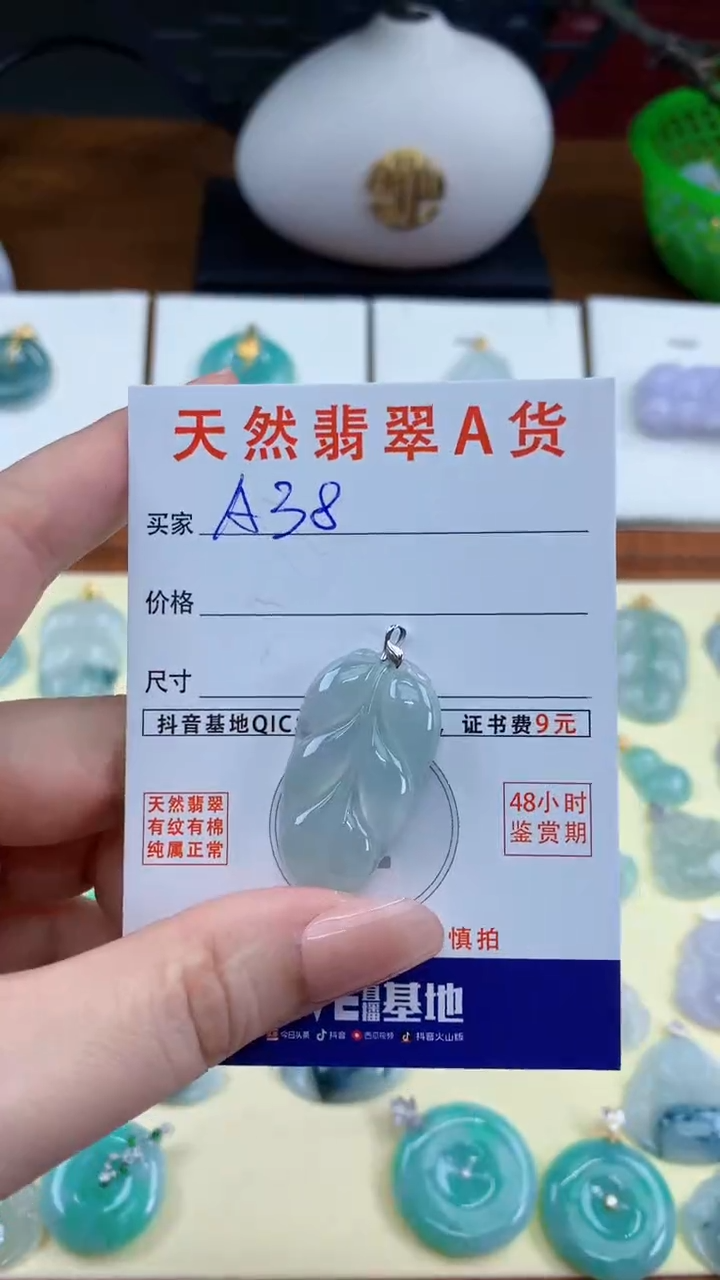 天然翡翠A货
买家 A38
价格
尺寸
抖音基地QIC
证书费9元
天然翡翠
有纹有棉
纯属正常
48小时
鉴赏期
慎拍
直播基地
今日头条 抖音 西瓜视频 抖音火山版